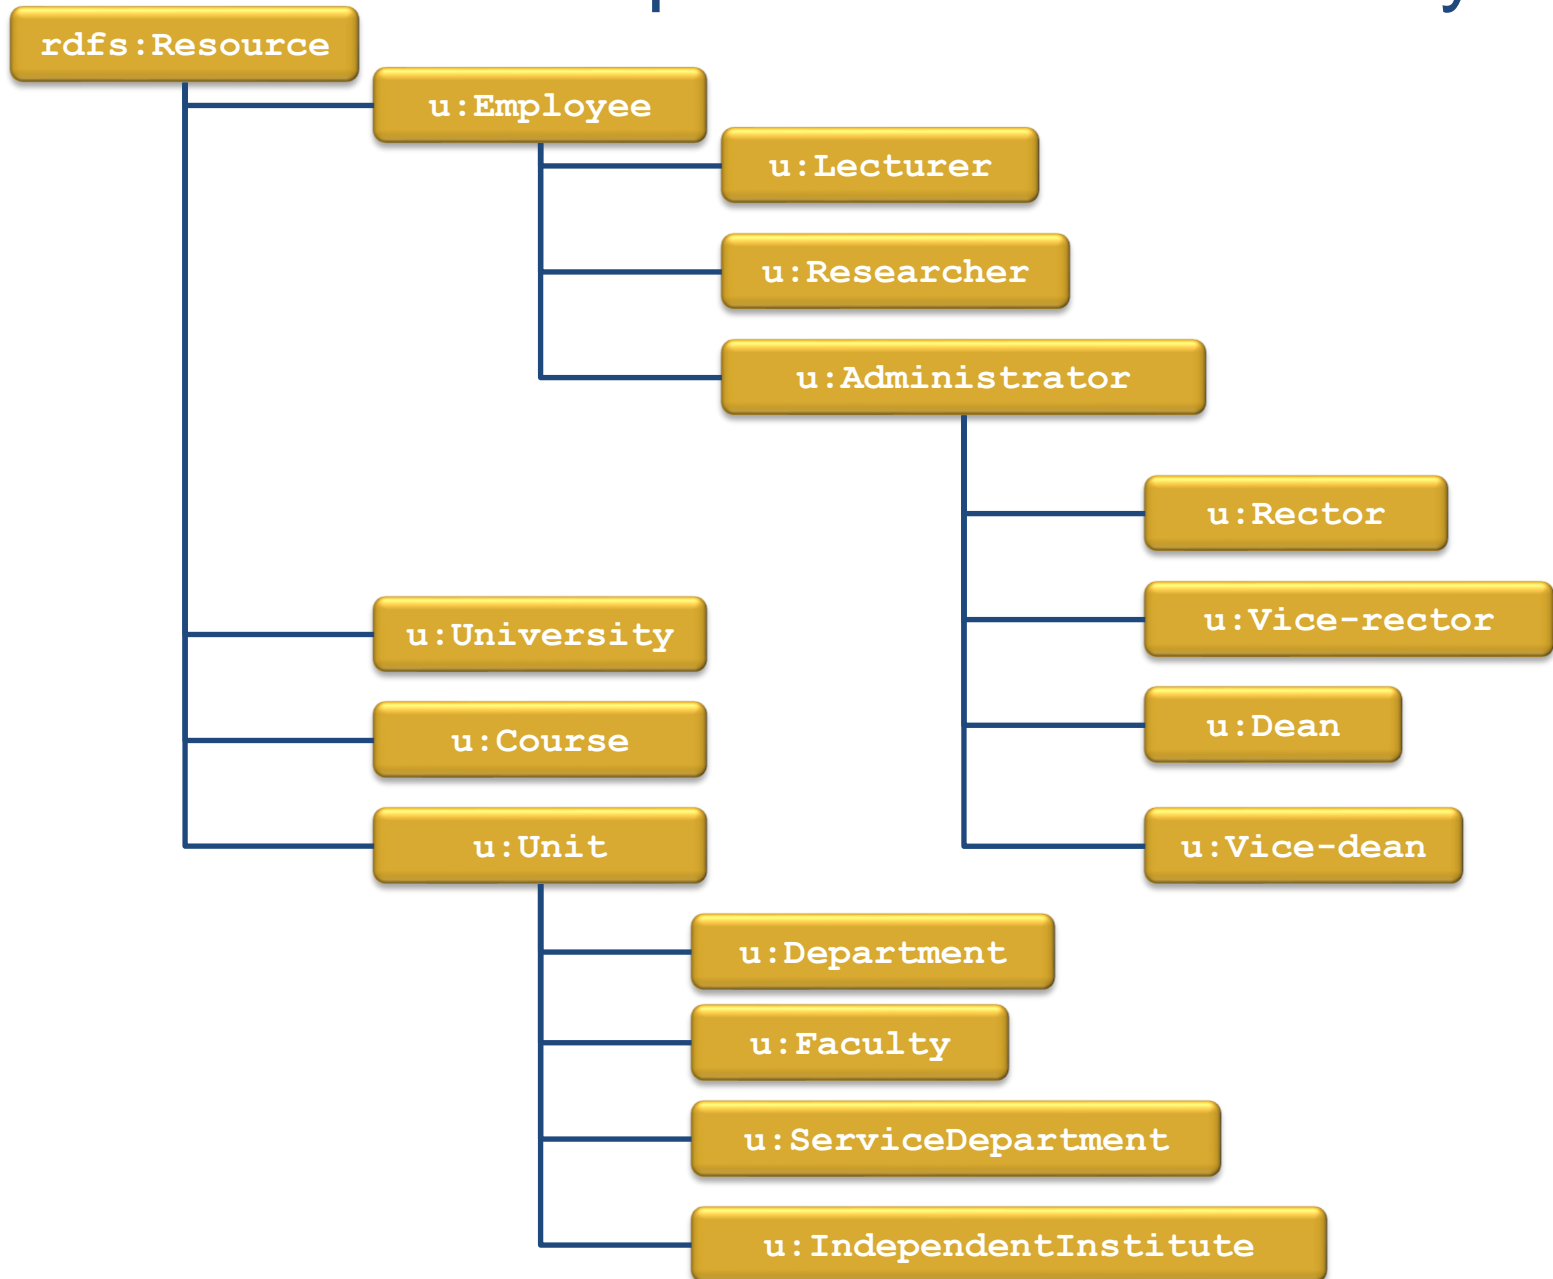 rdfs:Resource
u:Employee
u:Lecturer
u:Researcher
u:Administrator
u:Rector
u:Vice-rector
u:Dean
u:Vice-dean
u:University
u:Course
u:Unit
u:Department
u:Faculty
u:ServiceDepartment
u:IndependentInstitute